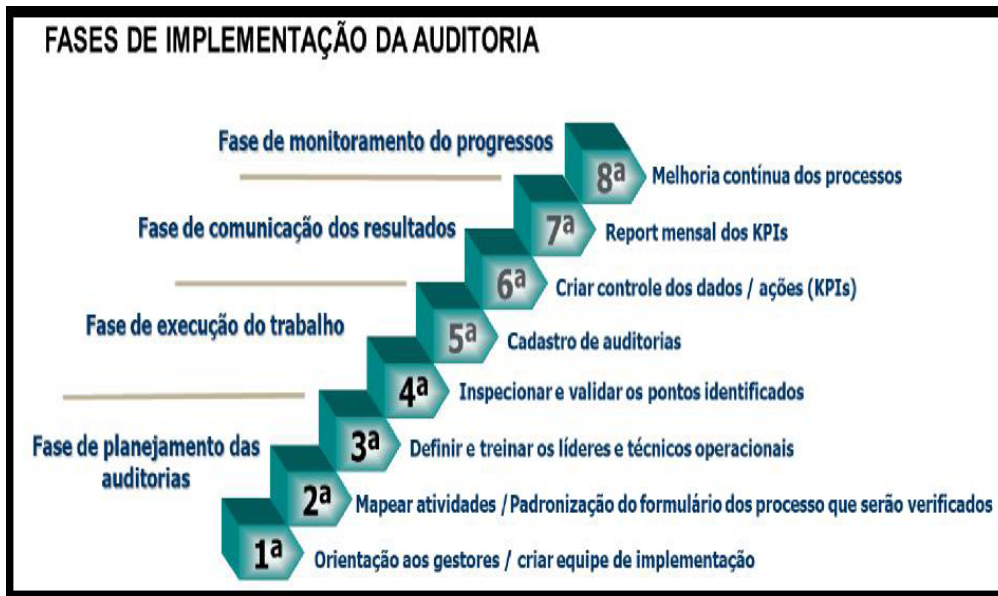 FASES DE IMPLEMENTAÇÃO DA AUDITORIA
Fase de monitoramento do progressos
8ª Melhoria contínua dos processos
Fase de comunicação dos resultados
7ª Report mensal dos KPIs
6ª Criar controle dos dados / ações (KPIs)
Fase de execução do trabalho
5ª Cadastro de auditorias
4ª Inspecionar e validar os pontos identificados
Fase de planejamento das
auditorias
3ª Definir e treinar os líderes e técnicos operacionais
2ª Mapear atividades / Padronização do formulário dos processo que serão verificados
1ª Orientação aos gestores / criar equipe de implementação